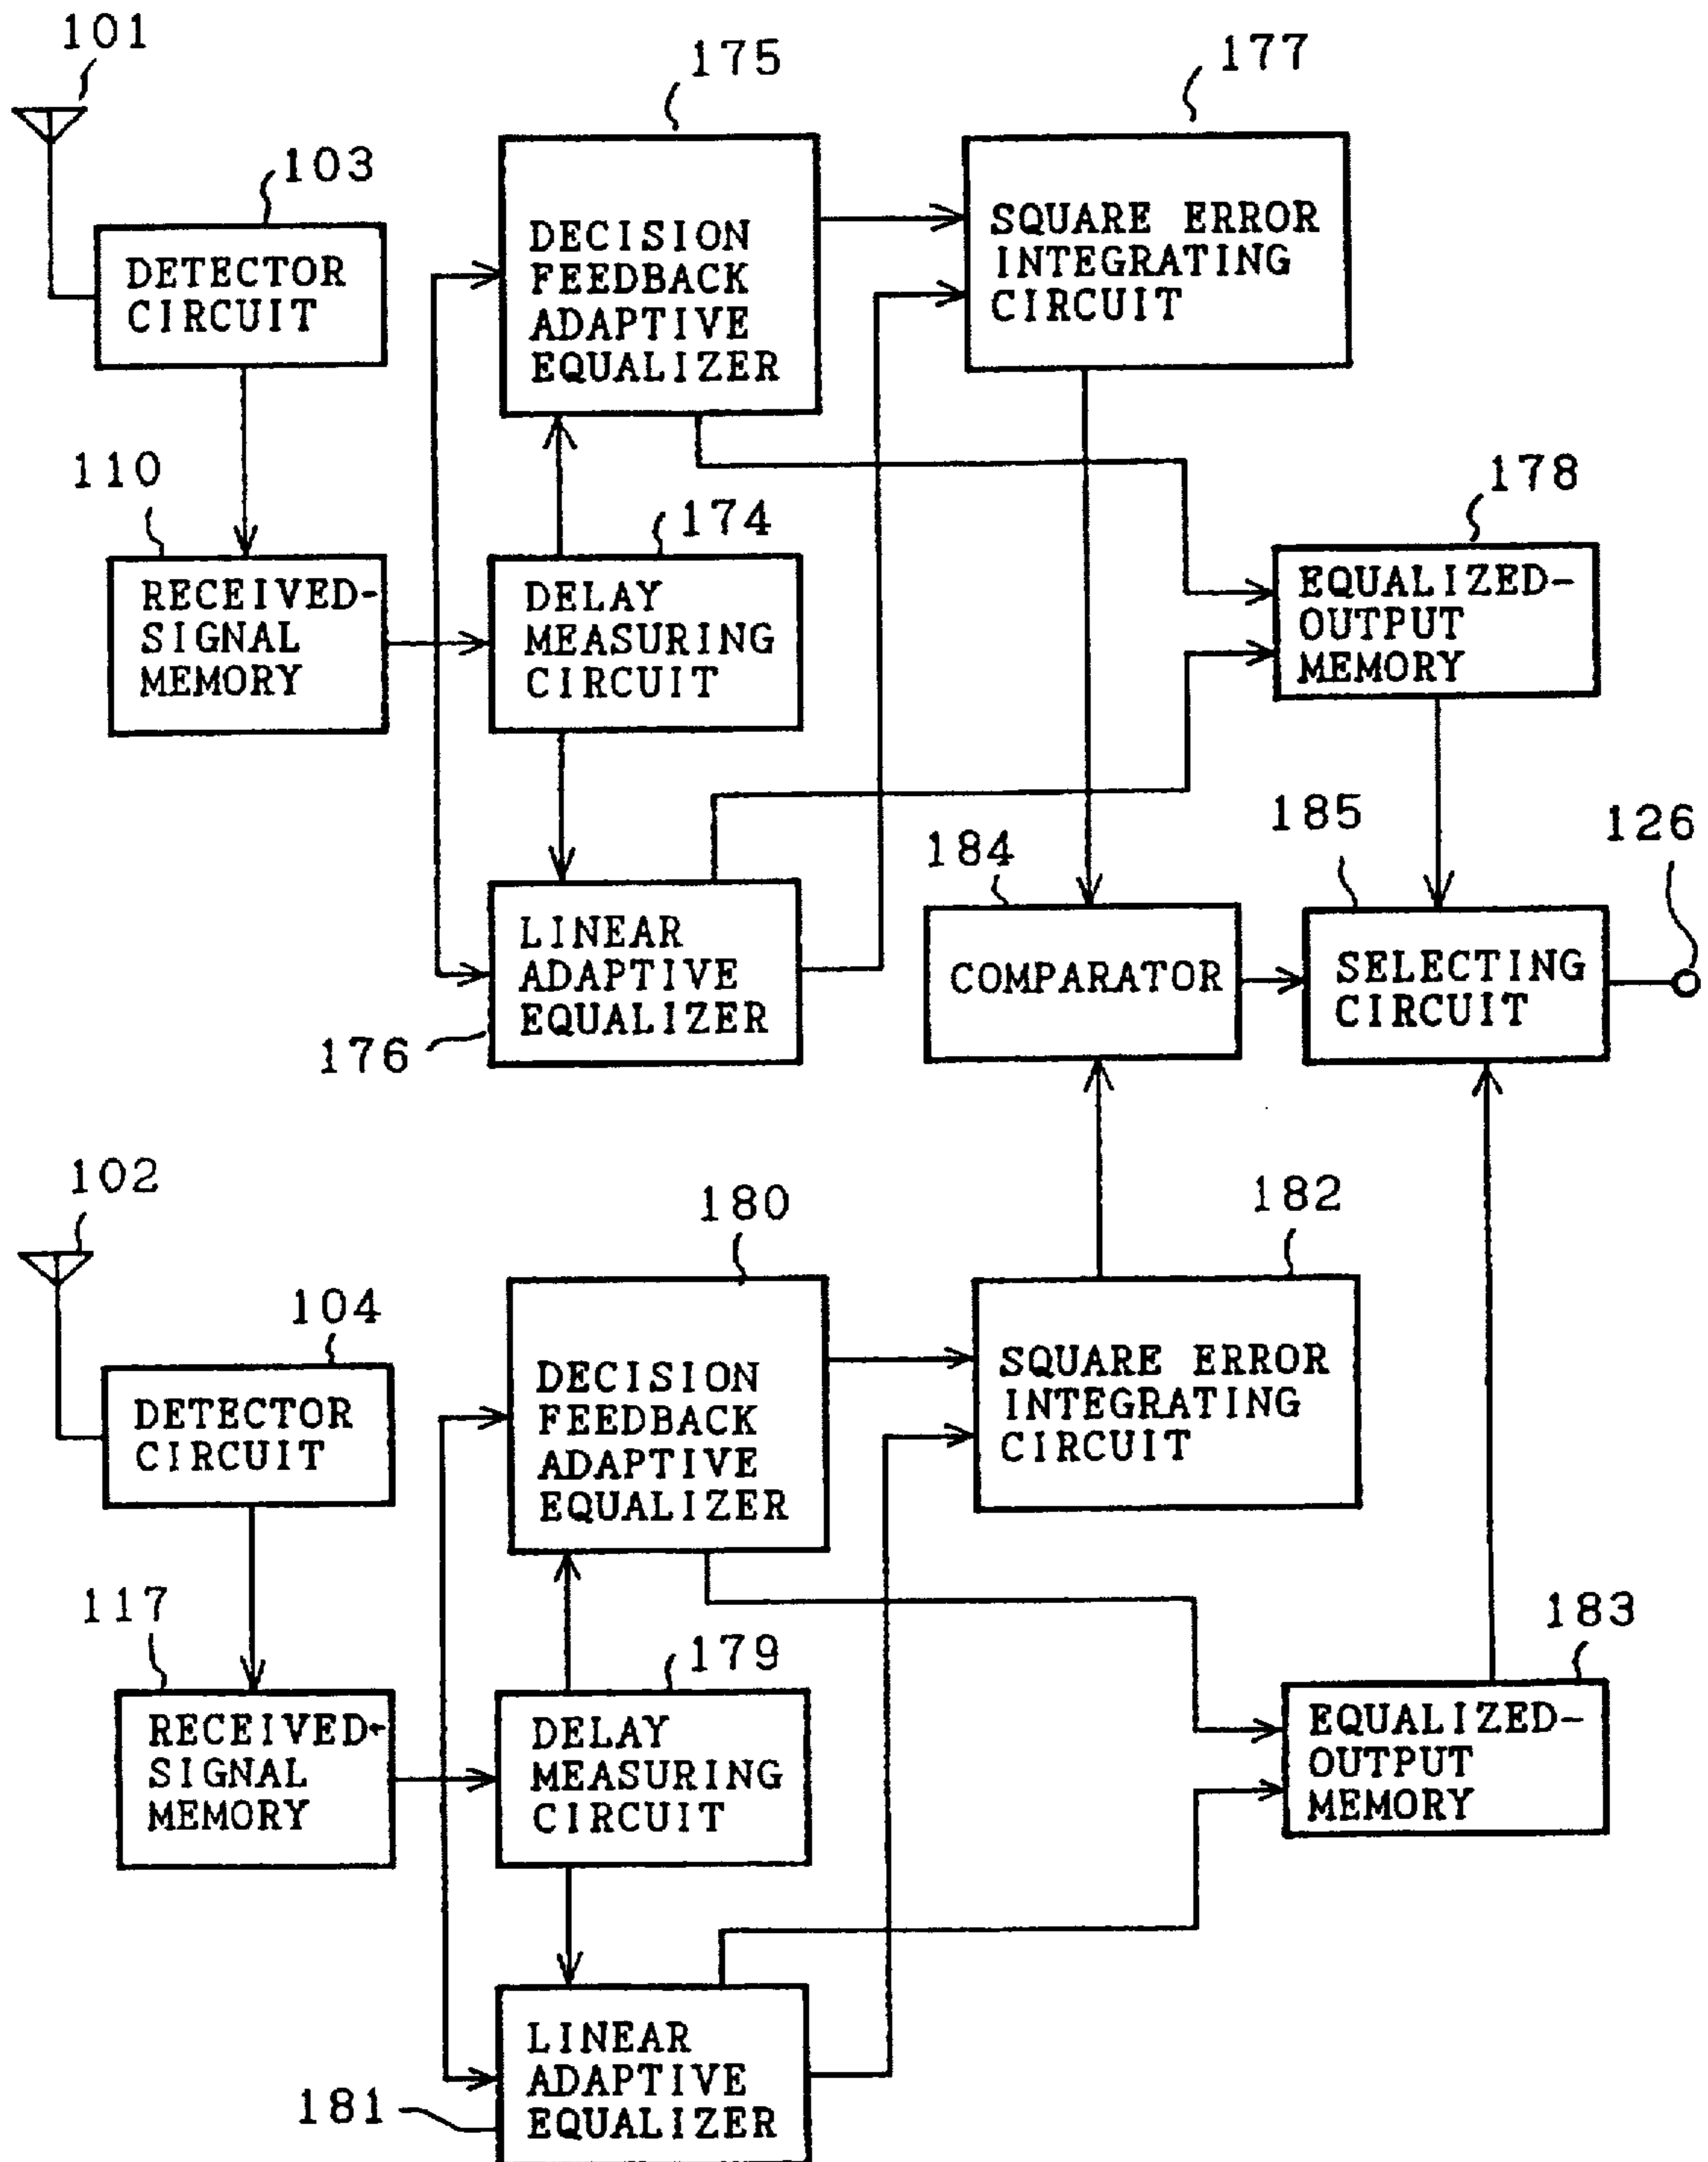 101
175
177
103
DETECTOR
CIRCUIT
DECISION
FEEDBACK
ADAPTIVE
EQUALIZER
SQUARE ERROR
INTEGRATING
CIRCUIT
110
174
178
RECEIVED-
SIGNAL
MEMORY
DELAY
MEASURING
CIRCUIT
EQUALIZED-
OUTPUT
MEMORY
184
185
126
LINEAR
ADAPTIVE
EQUALIZER
176
COMPARATOR
SELECTING
CIRCUIT
102
180
182
104
DETECTOR
CIRCUIT
DECISION
FEEDBACK
ADAPTIVE
EQUALIZER
SQUARE ERROR
INTEGRATING
CIRCUIT
117
179
183
RECEIVED-
SIGNAL
MEMORY
DELAY
MEASURING
CIRCUIT
EQUALIZED-
OUTPUT
MEMORY
LINEAR
ADAPTIVE
EQUALIZER
181